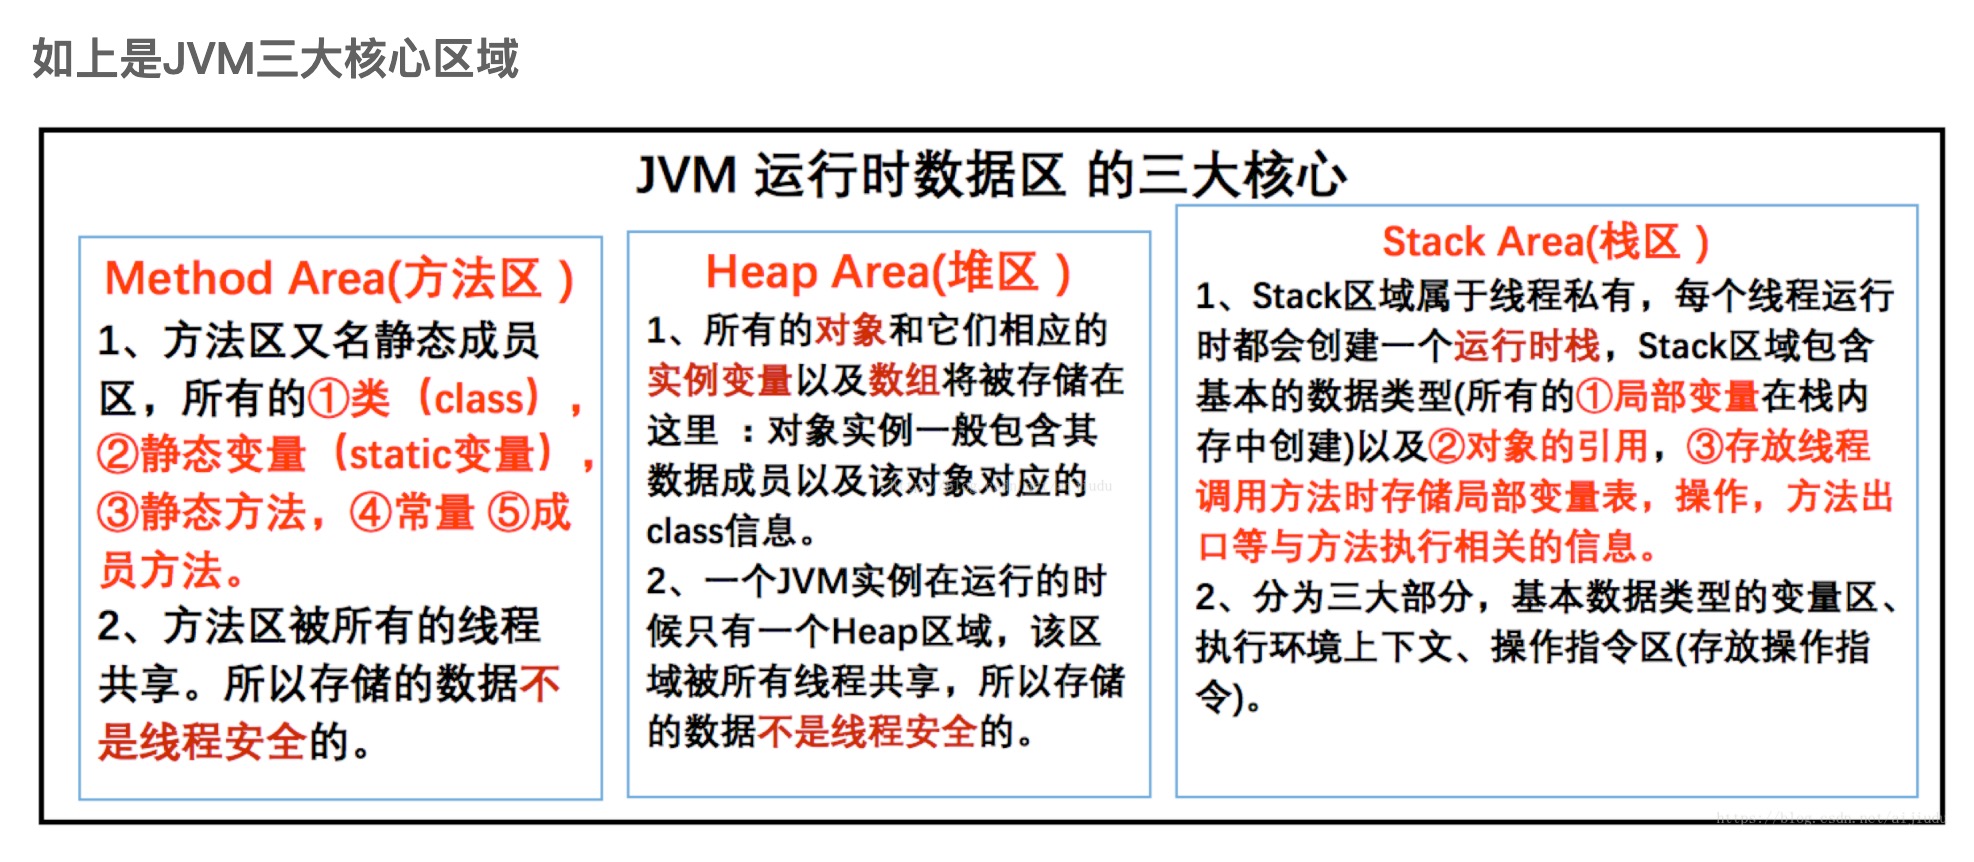 如上是JVM三大核心区域
JVM 运行时数据区 的三大核心
Method Area(方法区 )
1、方法区又名静态成员
区，所有的①类（class），
②静态变量（static变量），
③静态方法，④常量 ⑤成
员方法。
2、方法区被所有的线程
共享。所以存储的数据不
是线程安全的。
Heap Area(堆区 )
1、所有的对象和它们相应的
实例变量以及数组将被存储在
这里 ：对象实例一般包含其
数据成员以及该对象对应的
class信息。
2、一个JVM实例在运行的时
候只有一个Heap区域，该区
域被所有线程共享，所以存储
的数据不是线程安全的。
Stack Area(栈区 )
1、Stack区域属于线程私有，每个线程运行
时都会创建一个运行时栈，Stack区域包含
基本的数据类型(所有的①局部变量在栈内
存中创建)以及②对象的引用，③存放线程
调用方法时存储局部变量表，操作，方法出
口等与方法执行相关的信息。
2、分为三大部分，基本数据类型的变量区、
执行环境上下文、操作指令区(存放操作指
令)。